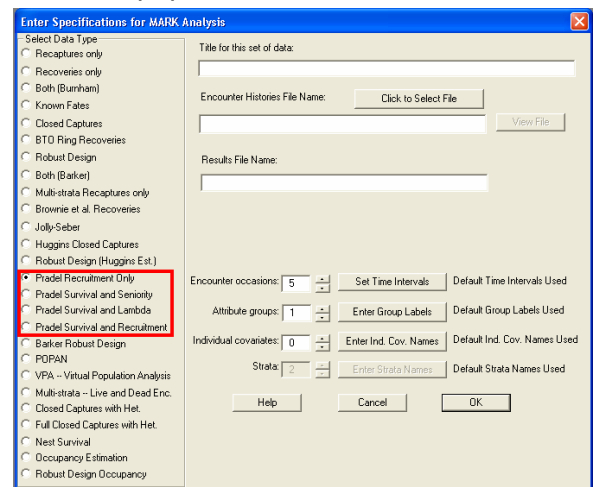 Enter Specifications for MARK Analysis
Select Data Type
Recaptures only
Recoveries only
Both (Burnham)
Known Fates
Closed Captures
BTO Ring Recoveries
Robust Design
Both (Barker)
Multi-strata Recaptures only
Brownie et al. Recoveries
Jolly-Seber
Huggins Closed Captures
Robust Design (Huggins Est.)
Pradel Recruitment Only
Pradel Survival and Seniority
Pradel Survival and Lambda
Pradel Survival and Recruitment
Barker Robust Design
POPAN
VPA -- Virtual Population Analysis
Multi-strata -- Live and Dead Enc.
Closed Captures with Het.
Full Closed Captures with Het.
Nest Survival
Occupancy Estimation
Robust Design Occupancy
Title for this set of data:
Encounter Histories File Name: Click to Select File
View File
Results File Name:
Encounter occasions: 5 Set Time Intervals Default Time Intervals Used
Attribute groups: 1 Enter Group Labels Default Group Labels Used
Individual covariates: 0 Enter Ind. Cov. Names Default Ind. Cov. Names Used
Strata: 2 Enter Strata Names Default Strata Names Used
Help Cancel OK